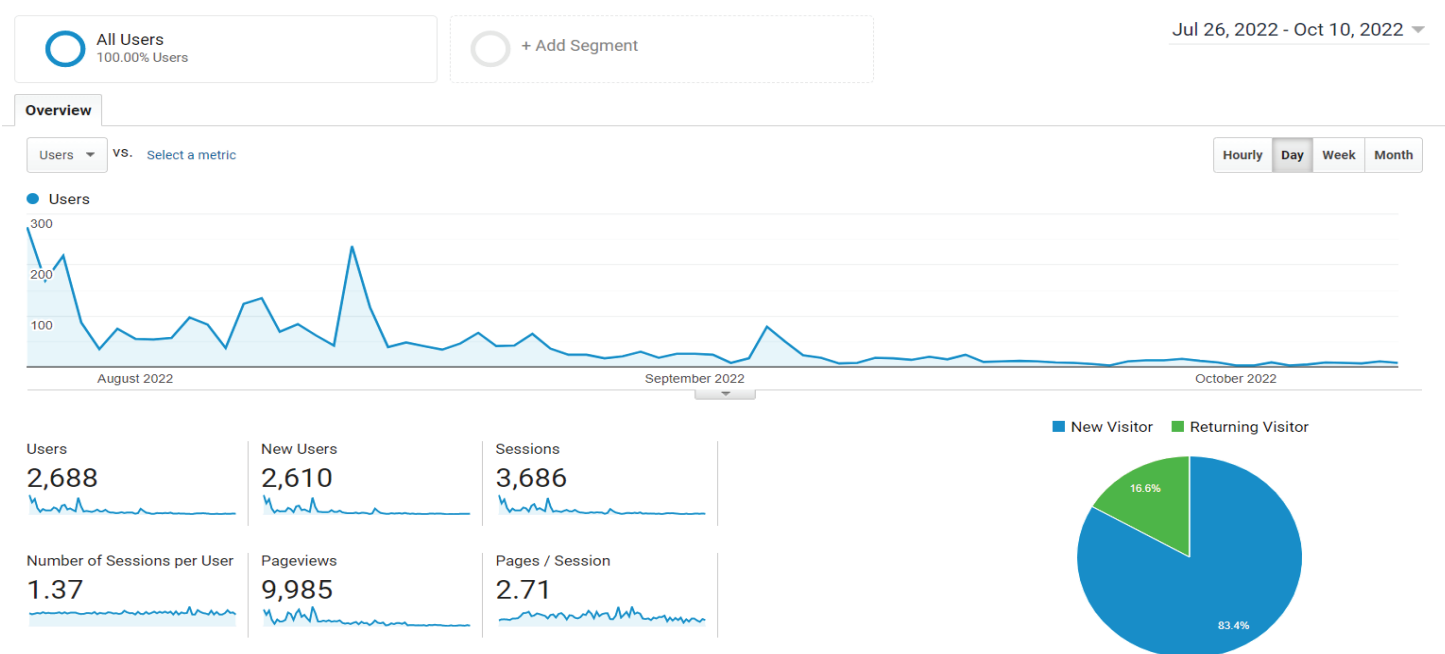 All Users
100.00% Users
+ Add Segment
Jul 26, 2022 - Oct 10, 2022
Overview
Users VS. Select a metric
Hourly Day Week Month
Users
300
200
100
August 2022 September 2022 October 2022
New Visitor Returning Visitor
Users New Users Sessions
2,688 2,610 3,686
Number of Sessions per User Pageviews Pages / Session
1.37 9,985 2.71
16.6%
83.4%